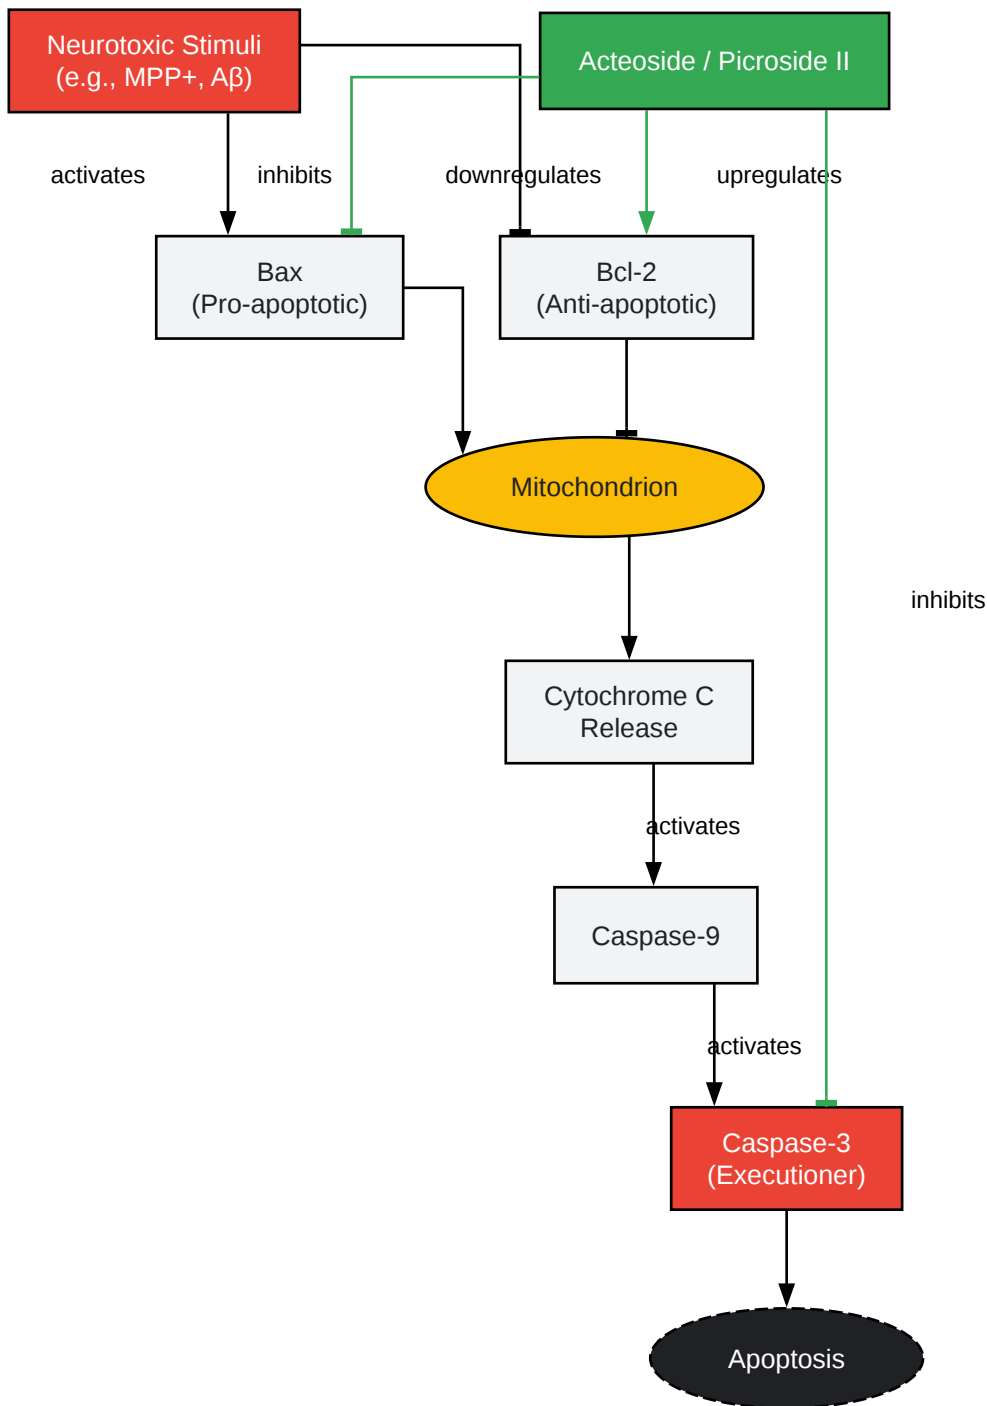 Neurotoxic Stimuli
(e.g., MPP+, Aβ)
Acteoside / Picroside II
activates
inhibits
downregulates
upregulates
Bax
(Pro-apoptotic)
Bcl-2
(Anti-apoptotic)
Mitochondrion
inhibits
Cytochrome C
Release
activates
Caspase-9
activates
Caspase-3
(Executioner)
Apoptosis